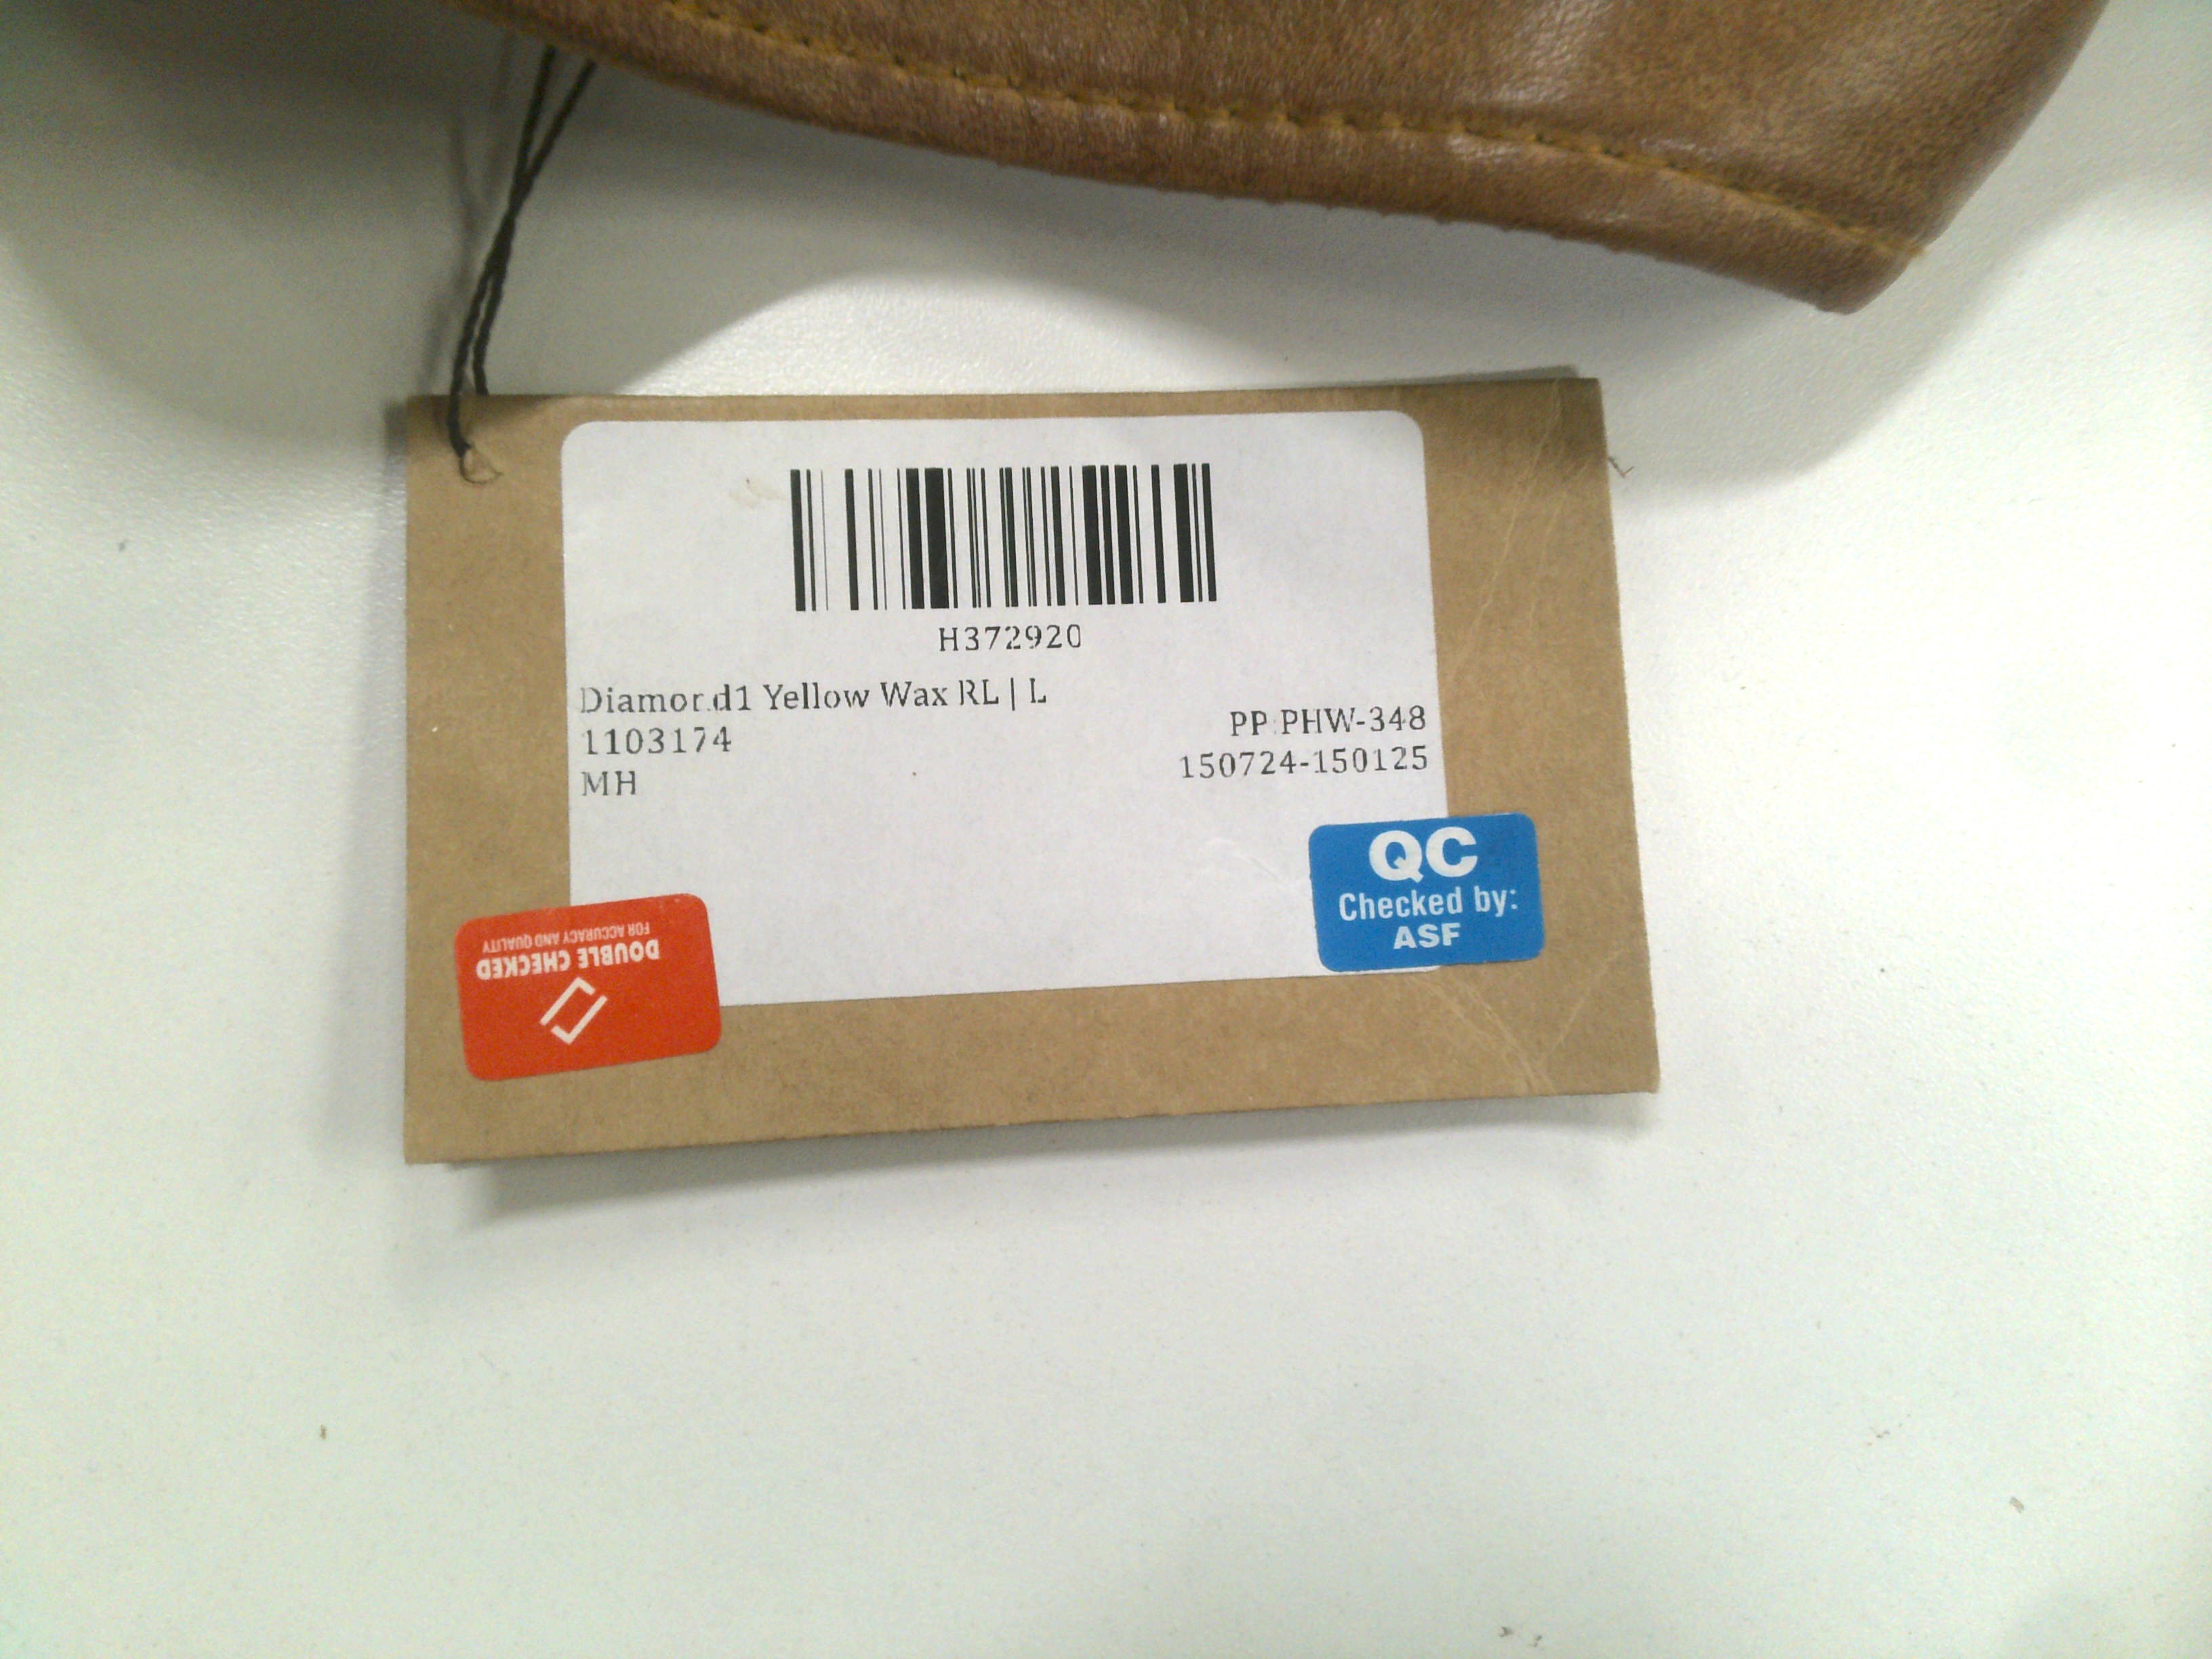 H372920
Diamond1 Yellow Wax RL | L
1103174
MH
PP PHW-348
150724-150125
QC
Checked by:
ASF
DOUBLE CHECKED
FOR ACCURACY AND QUALITY